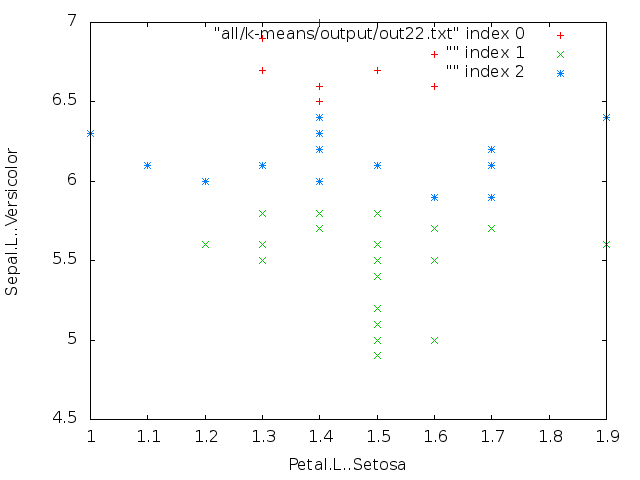 "all/k-means/output/out22.txt" index 0
"" index 1
"" index 2
7
6.5
6
5.5
5
4.5
Sepal.L..Versicolor
1 1.1 1.2 1.3 1.4 1.5 1.6 1.7 1.8 1.9
Petal.L..Setosa